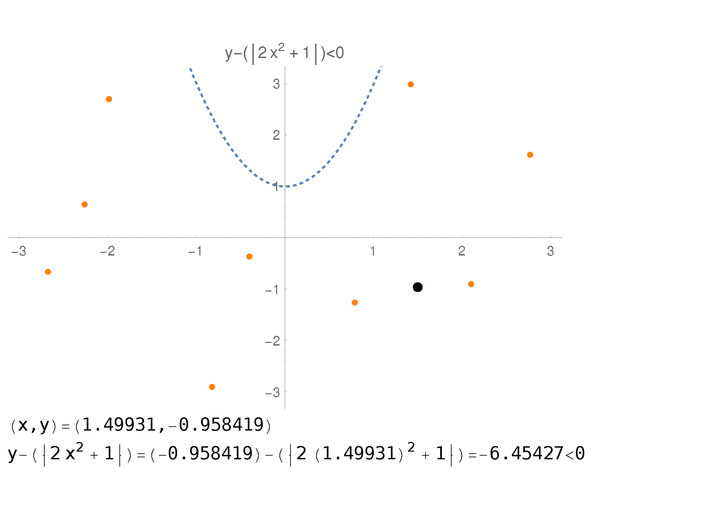 y−(|2x²+1|)<0
3
2
1
−3 −2 −1 1 2 3
−1
−2
−3
(x,y)=(1.49931,−0.958419)
y−(|2x²+1|)=(−0.958419)−(|2 (1.49931)²+1|)=−6.45427<0